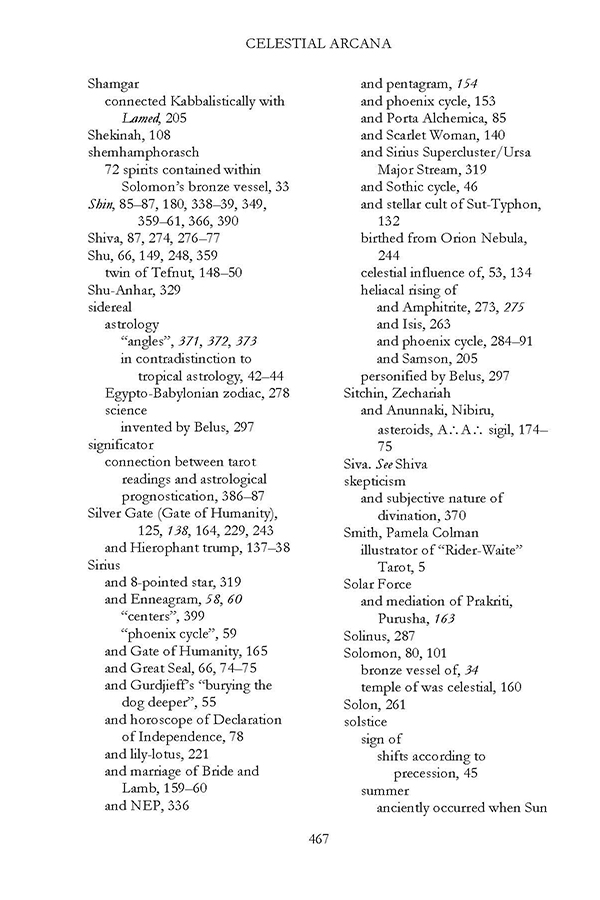 CELESTIAL ARCANA
Shamgar
connected Kabbalistically with
Lamed, 205
Shekinah, 108
shemhamphorasch
72 spirits contained within
Solomon’s bronze vessel, 33
Shin, 85–87, 180, 338–39, 349,
359–61, 366, 390
Shiva, 87, 274, 276–77
Shu, 66, 149, 248, 359
twin of Tefnut, 148–50
Shu-Anhar, 329
sidereal
astrology
“angles”, 371, 372, 373
in contradistinction to
tropical astrology, 42–44
Egypto-Babylonian zodiac, 278
science
invented by Belus, 297
significator
connection between tarot
readings and astrological
prognostication, 386–87
Silver Gate (Gate of Humanity),
125, 138, 164, 229, 243
and Hierophant trump, 137–38
Sirius
and 8-pointed star, 319
and Enneagram, 58, 60
“centers”, 399
“phoenix cycle”, 59
and Gate of Humanity, 165
and Great Seal, 66, 74–75
and Gurdjieff’s “burying the
dog deeper”, 55
and horoscope of Declaration
of Independence, 78
and lily-lotus, 221
and marriage of Bride and
Lamb, 159–60
and NEP, 336
and pentagram, 154
and phoenix cycle, 153
and Porta Alchemica, 85
and Scarlet Woman, 140
and Sirius Supercluster/Ursa
Major Stream, 319
and Sothic cycle, 46
and stellar cult of Sut-Typhon,
132
birthed from Orion Nebula,
244
celestial influence of, 53, 134
heliacal rising of
and Amphitrite, 273, 275
and Isis, 263
and phoenix cycle, 284–91
and Samson, 205
personified by Belus, 297
Sitchin, Zechariah
and Anunnaki, Nibiru,
asteroids, A∴A∴ sigil, 174–
75
Siva. See Shiva
skepticism
and subjective nature of
divination, 370
Smith, Pamela Colman
illustrator of “Rider-Waite”
Tarot, 5
Solar Force
and mediation of Prakriti,
Purusha, 163
Solinus, 287
Solomon, 80, 101
bronze vessel of, 34
temple of was celestial, 160
Solon, 261
solstice
sign of
shifts according to
precession, 45
summer
anciently occurred when Sun
467